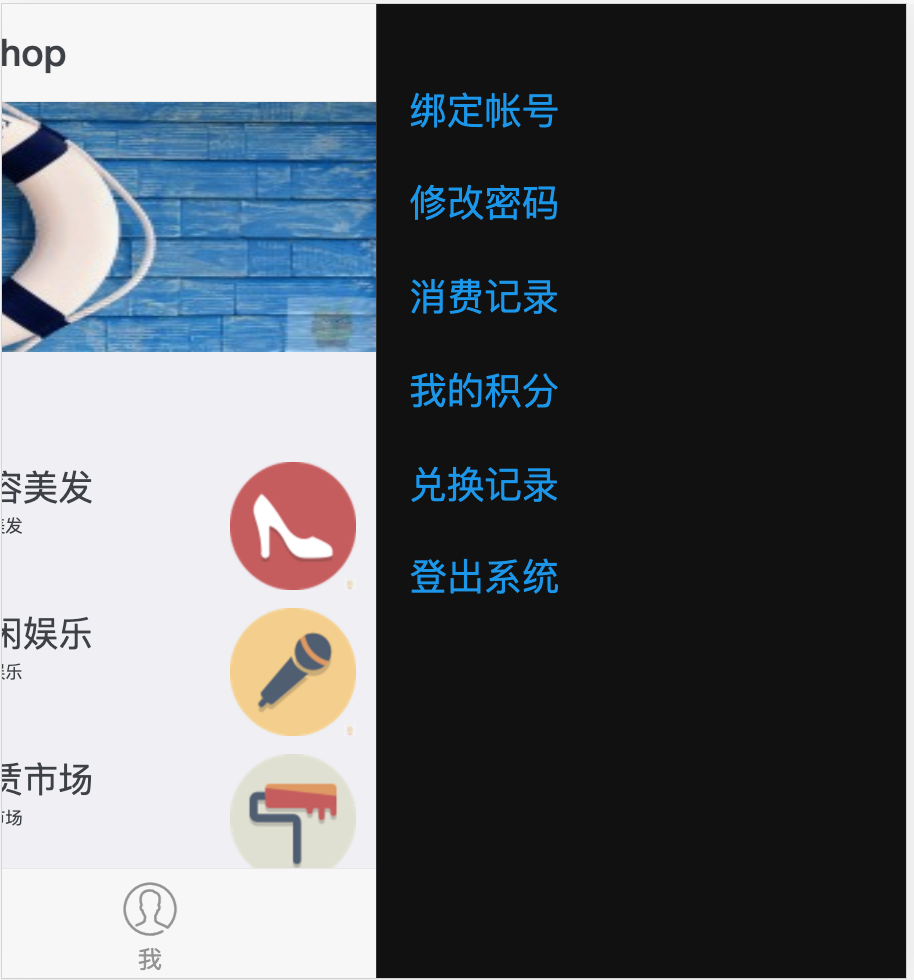 hop
容美发
美发
闲娱乐
娱乐
赁市场
市场
我
绑定帐号
修改密码
消费记录
我的积分
兑换记录
登出系统